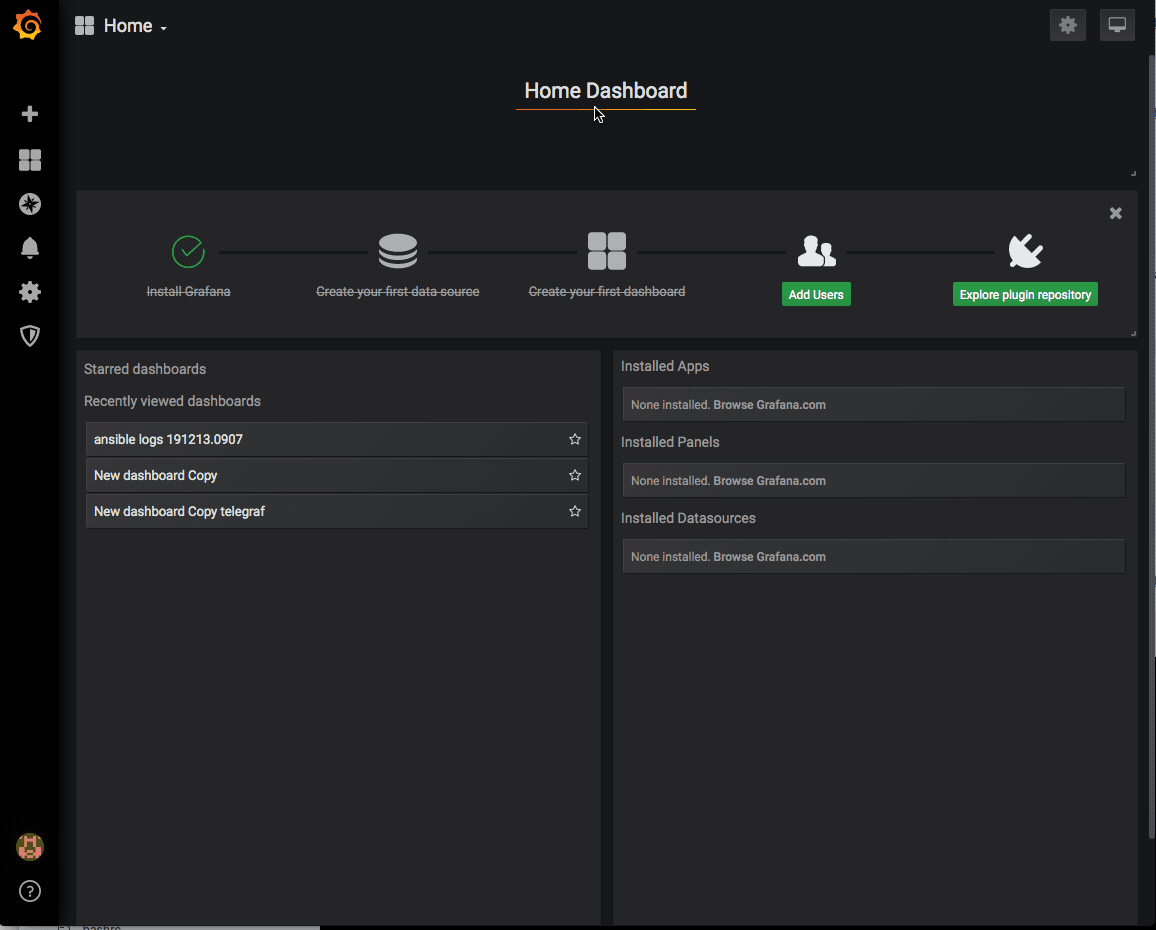 Home
Home Dashboard
Install Grafana
Create your first data source
Create your first dashboard
Add Users
Explore plugin repository
Starred dashboards
Recently viewed dashboards
ansible logs 191213.0907
New dashboard Copy
New dashboard Copy telegraf
Installed Apps
None installed. Browse Grafana.com
Installed Panels
None installed. Browse Grafana.com
Installed Datasources
None installed. Browse Grafana.com
?